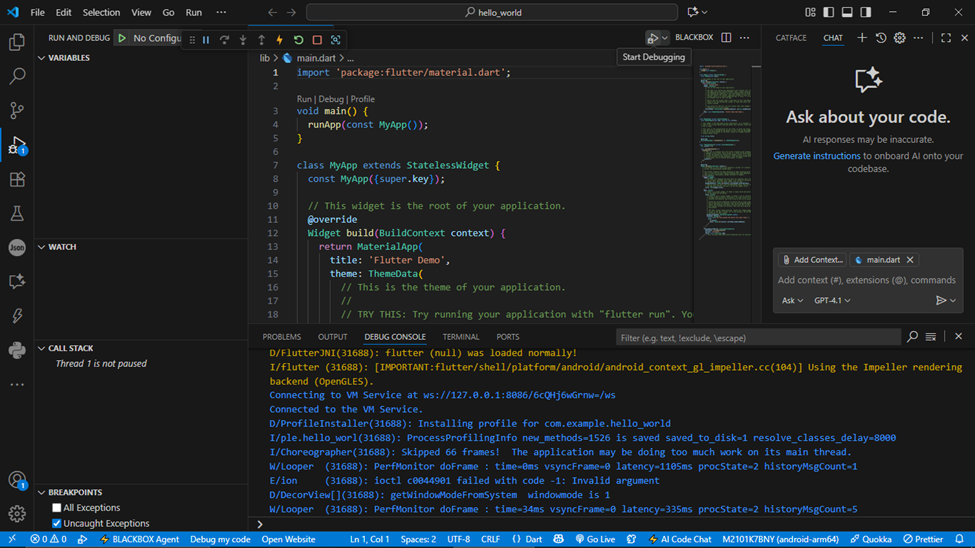 File Edit Selection View Go Run ··· hello_world
RUN AND DEBUG No Configu BLACKBOX ··· CATFACE CHAT ···
VARIABLES
lib > main.dart > ...
Start Debugging
1 import 'package:flutter/material.dart';
2
Run | Debug | Profile
3 void main() {
4 runApp(const MyApp());
5 }
6
7 class MyApp extends StatelessWidget {
8 const MyApp({super.key});
9
10 // This widget is the root of your application.
11 @override
12 Widget build(BuildContext context) {
13 return MaterialApp(
14 title: 'Flutter Demo',
15 theme: ThemeData(
16 // This is the theme of your application.
17 //
18 // TRY THIS: Try running your application with "flutter run". Yo
Ask about your code.
AI responses may be inaccurate.
Generate instructions to onboard AI onto your
codebase.
Add Context... main.dart
Add context (#), extensions (@), commands
Ask GPT-4.1
1
Json
WATCH
CALL STACK
Thread 1 is not paused
BREAKPOINTS
All Exceptions
Uncaught Exceptions
1
PROBLEMS OUTPUT DEBUG CONSOLE TERMINAL PORTS Filter (e.g. text, !exclude, \escape)
D/FlutterJNI(31688): flutter (null) was loaded normally!
I/flutter (31688): [IMPORTANT:flutter/shell/platform/android/android_context_gl_impeller.cc(104)] Using the Impeller rendering
backend (OpenGLES).
Connecting to VM Service at ws://127.0.0.1:8086/6cQHj6wGrnw=/ws
Connected to the VM Service.
D/ProfileInstaller(31688): Installing profile for com.example.hello_world
I/ple.hello_worl(31688): ProcessProfilingInfo new_methods=1526 is saved saved_to_disk=1 resolve_classes_delay=8000
I/Choreographer(31688): Skipped 66 frames!  The application may be doing too much work on its main thread.
W/Looper  (31688): PerfMonitor doFrame : time=0ms vsyncFrame=0 latency=1105ms procState=2 historyMsgCount=1
E/ion     (31688): ioctl c0044901 failed with code -1: Invalid argument
D/DecorView[](31688): getWindowModeFromSystem  windowmode is 1
W/Looper  (31688): PerfMonitor doFrame : time=34ms vsyncFrame=0 latency=335ms procState=2 historyMsgCount=5
>
0 0 BLACKBOX Agent Debug my code Open Website Ln 1, Col 1 Spaces: 2 UTF-8 CRLF {} Dart Go Live AI Code Chat M2101K7BNY (android-arm64) Quokka Prettier